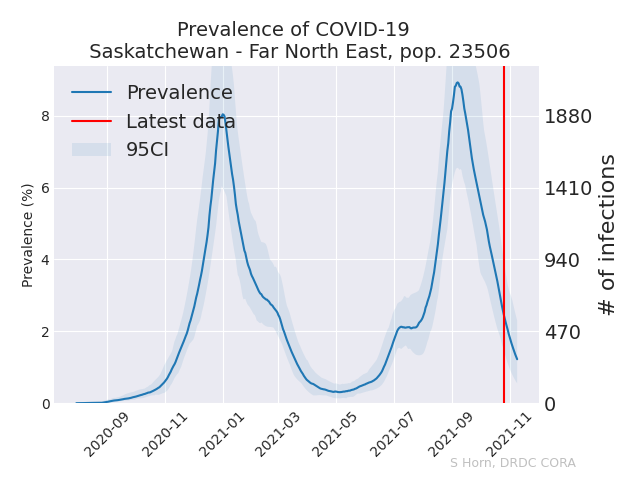 Prevalence of COVID-19
Saskatchewan - Far North East, pop. 23506
Prevalence
Latest data
95CI
Prevalence (%)
8
6
4
2
0
1880
1410
940
470
0
# of infections
2020-09
2020-11
2021-01
2021-03
2021-05
2021-07
2021-09
2021-11
S Horn, DRDC CORA